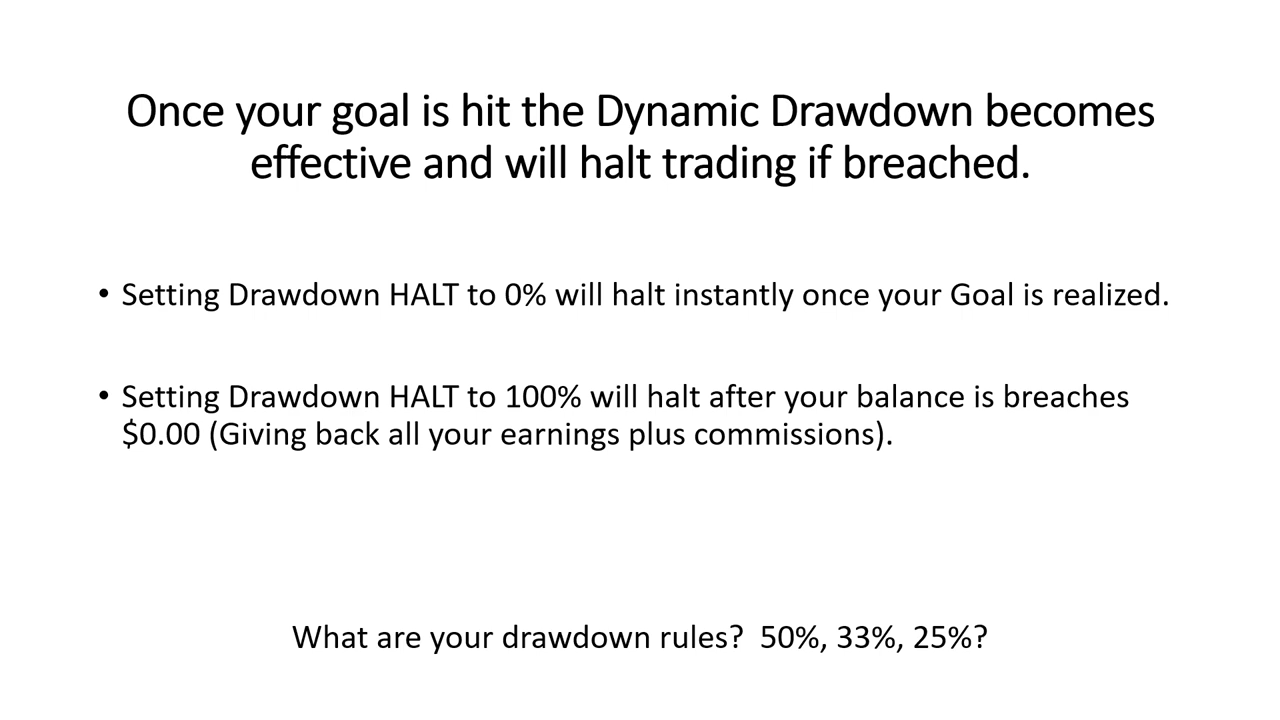 Once your goal is hit the Dynamic Drawdown becomes
effective and will halt trading if breached.
• Setting Drawdown HALT to 0% will halt instantly once your Goal is realized.
• Setting Drawdown HALT to 100% will halt after your balance is breaches
$0.00 (Giving back all your earnings plus commissions).
What are your drawdown rules?  50%, 33%, 25%?